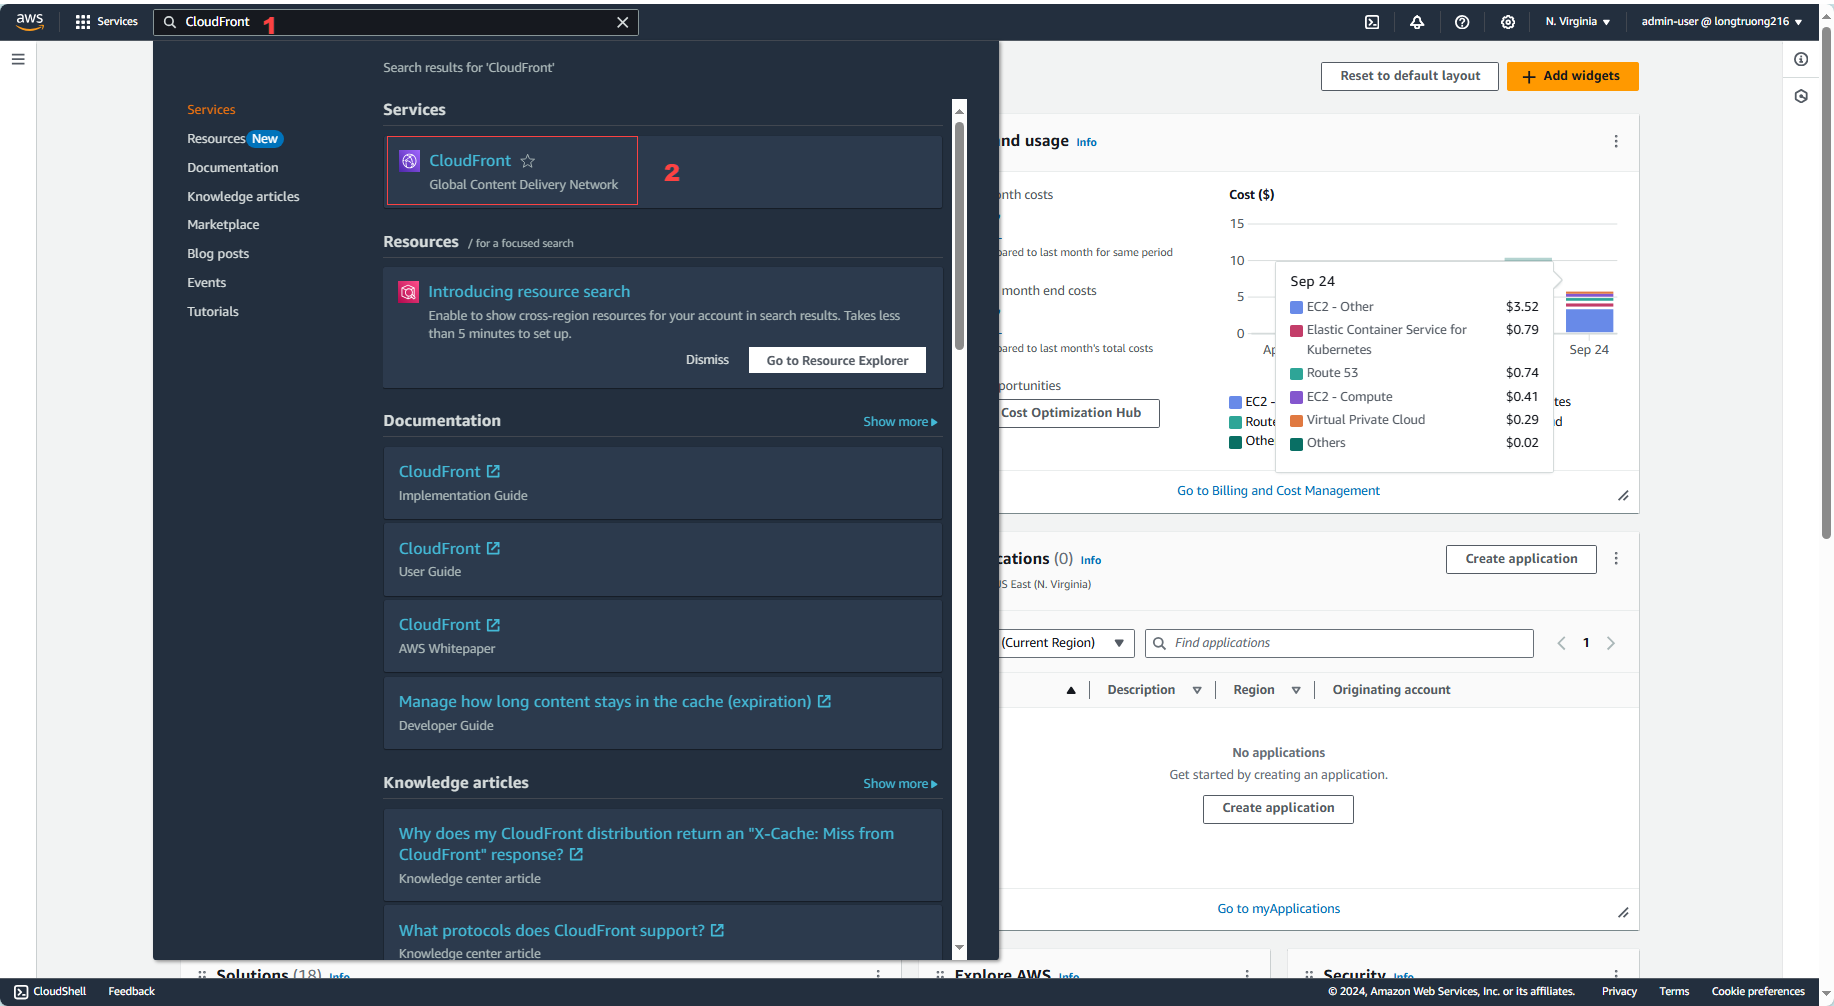 aws
Services
CloudFront
1
N. Virginia
admin-user @ longtruong216
Search results for 'CloudFront'
Services
Resources New
Documentation
Knowledge articles
Marketplace
Blog posts
Events
Tutorials
Services
CloudFront
Global Content Delivery Network
2
Resources / for a focused search
Introducing resource search
Enable to show cross-region resources for your account in search results. Takes less
than 5 minutes to set up.
Dismiss
Go to Resource Explorer
Documentation
Show more
CloudFront
Implementation Guide
CloudFront
User Guide
CloudFront
AWS Whitepaper
Manage how long content stays in the cache (expiration)
Developer Guide
Knowledge articles
Show more
Why does my CloudFront distribution return an "X-Cache: Miss from
CloudFront" response?
Knowledge center article
What protocols does CloudFront support?
Knowledge center article
Reset to default layout
Add widgets
nd usage Info
nth costs
ared to last month for same period
month end costs
ared to last month's total costs
portunities
Cost Optimization Hub
Cost ($)
15
10
5
0
Ap
Sep 24
EC2 -
Route
Othe
tes
d
Sep 24
EC2 - Other $3.52
Elastic Container Service for $0.79
Kubernetes
Route 53 $0.74
EC2 - Compute $0.41
Virtual Private Cloud $0.29
Others $0.02
Go to Billing and Cost Management
cations (0) Info
US East (N. Virginia)
Create application
(Current Region)
Find applications
1
Description
Region
Originating account
No applications
Get started by creating an application.
Create application
Go to myApplications
Solutions (18) Info
Explore AWS Info
Security Info
CloudShell
Feedback
© 2024, Amazon Web Services, Inc. or its affiliates.
Privacy
Terms
Cookie preferences